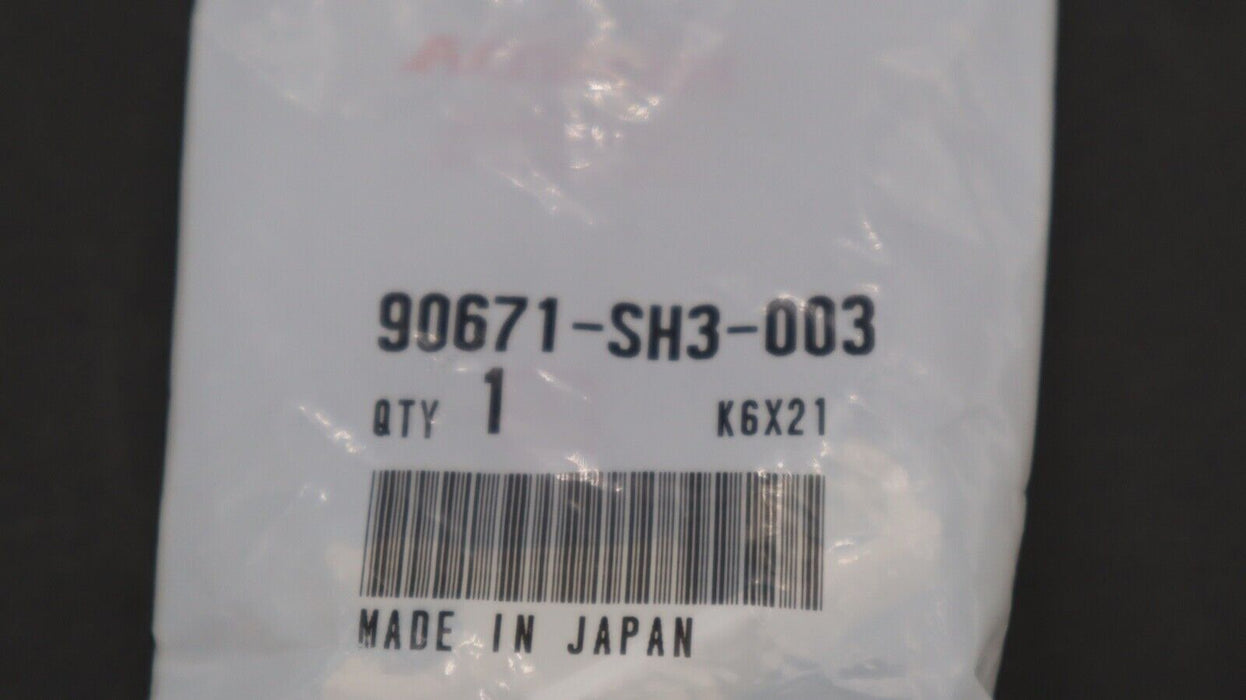 90671-SH3-003
QTY 1 K6X21
MADE IN JAPAN